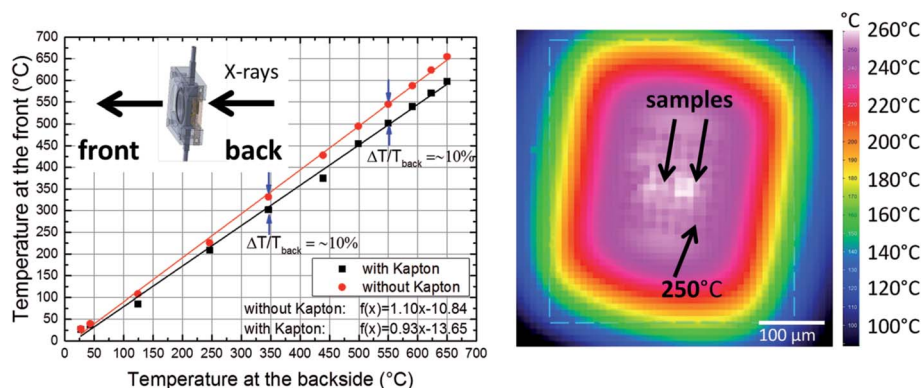 700
650
600
550
500
450
400
350
300
250
200
150
100
50
0
0 50 100 150 200 250 300 350 400 450 500 550 600 650 700
Temperature at the front (°C)
Temperature at the backside (°C)
X-rays
front back
ΔT/Tback =~10%
ΔT/Tback =~10%
with Kapton
without Kapton
without Kapton: f(x)=1.10x-10.84
with Kapton: f(x)=0.93x-13.65
samples
250°C
100 µm
°C
260°C
240°C
220°C
200°C
180°C
160°C
140°C
120°C
100°C